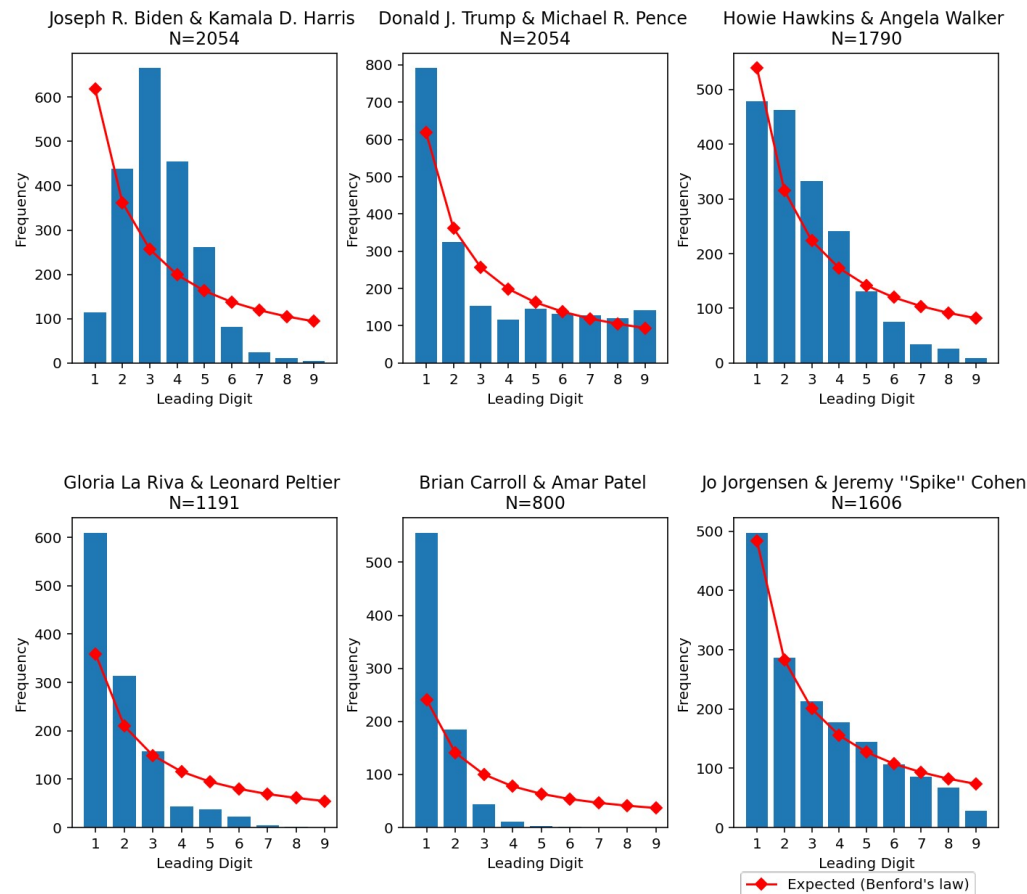 Joseph R. Biden & Kamala D. Harris
N=2054
600
500
400
300
200
100
0
Frequency
1 2 3 4 5 6 7 8 9
Leading Digit
Donald J. Trump & Michael R. Pence
N=2054
800
700
600
500
400
300
200
100
0
Frequency
1 2 3 4 5 6 7 8 9
Leading Digit
Howie Hawkins & Angela Walker
N=1790
500
400
300
200
100
0
Frequency
1 2 3 4 5 6 7 8 9
Leading Digit
Gloria La Riva & Leonard Peltier
N=1191
600
500
400
300
200
100
0
Frequency
1 2 3 4 5 6 7 8 9
Leading Digit
Brian Carroll & Amar Patel
N=800
500
400
300
200
100
0
Frequency
1 2 3 4 5 6 7 8 9
Leading Digit
Jo Jorgensen & Jeremy ''Spike'' Cohen
N=1606
500
400
300
200
100
0
Frequency
1 2 3 4 5 6 7 8 9
Leading Digit
Expected (Benford's law)